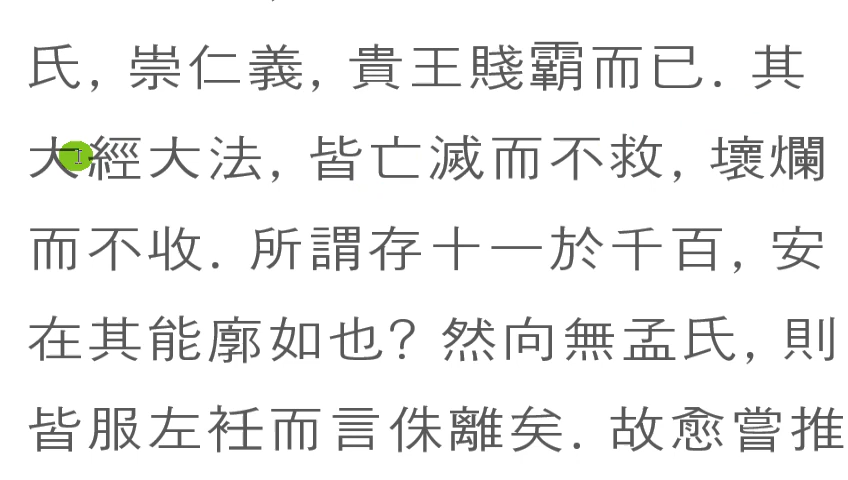 氏, 崇仁義, 貴王賤霸而已. 其
大經大法, 皆亡滅而不救, 壞爛
而不收. 所謂存十一於千百, 安
在其能廓如也? 然向無孟氏, 則
皆服左衽而言侏離矣. 故愈嘗推